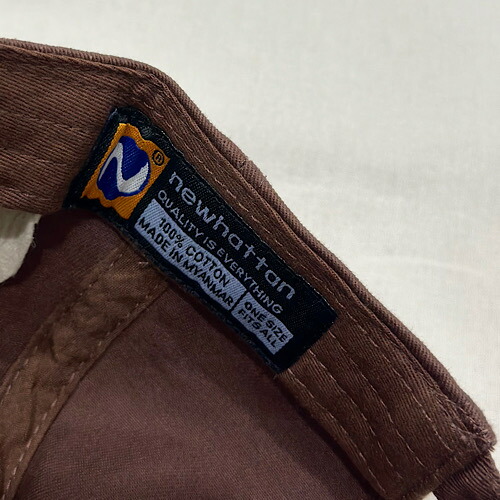 newhattan
QUALITY IS EVERYTHING
100% COTTON
MADE IN MYANMAR
ONE SIZE
FITS ALL